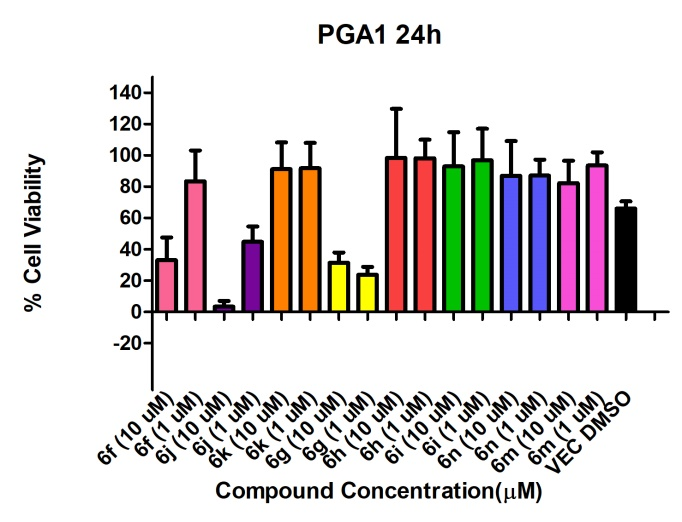 PGA1 24h
% Cell Viability
140
120
100
80
60
40
20
0
-20
6f (10 uM)
6f (1 uM)
6j (10 uM)
6j (1 uM)
6k (10 uM)
6k (1 uM)
6g (10 uM)
6g (1 uM)
6h (10 uM)
6h (1 uM)
6i (10 uM)
6i (1 uM)
6n (10 uM)
6n (1 uM)
6m (10 uM)
6m (1 uM)
VEC DMSO
Compound Concentration(μM)